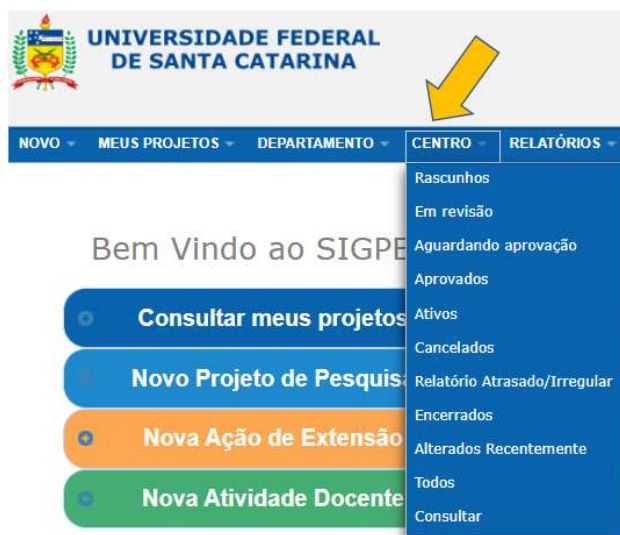 UNIVERSIDADE FEDERAL
DE SANTA CATARINA
NOVO MEUS PROJETOS DEPARTAMENTO CENTRO RELATÓRIOS
Rascunhos
Em revisão
Aguardando aprovação
Aprovados
Ativos
Cancelados
Relatório Atrasado/Irregular
Encerrados
Alterados Recentemente
Todos
Consultar
Bem Vindo ao SIGPE
Consultar meus projetos
Novo Projeto de Pesquisa
Nova Ação de Extensão
Nova Atividade Docente